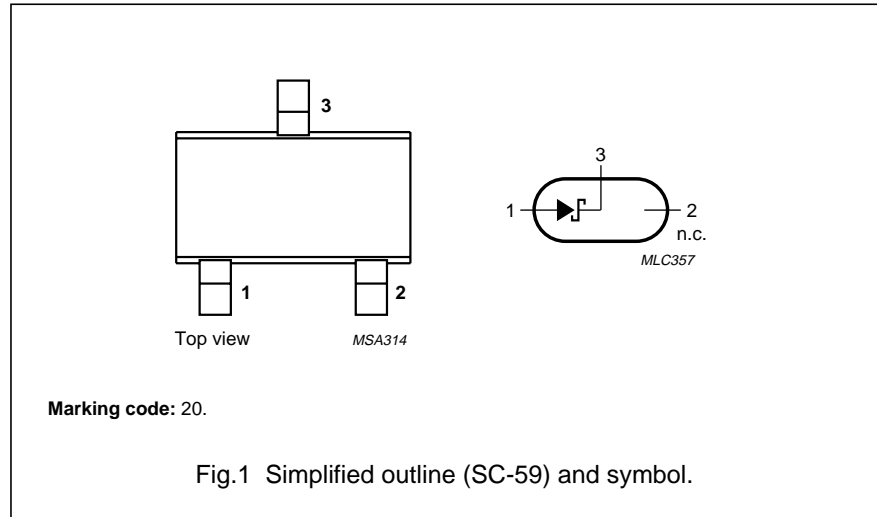 3
1
2
Top view
MSA314
3
1
2
n.c.
MLC357
Marking code: 20.
Fig.1 Simplified outline (SC-59) and symbol.